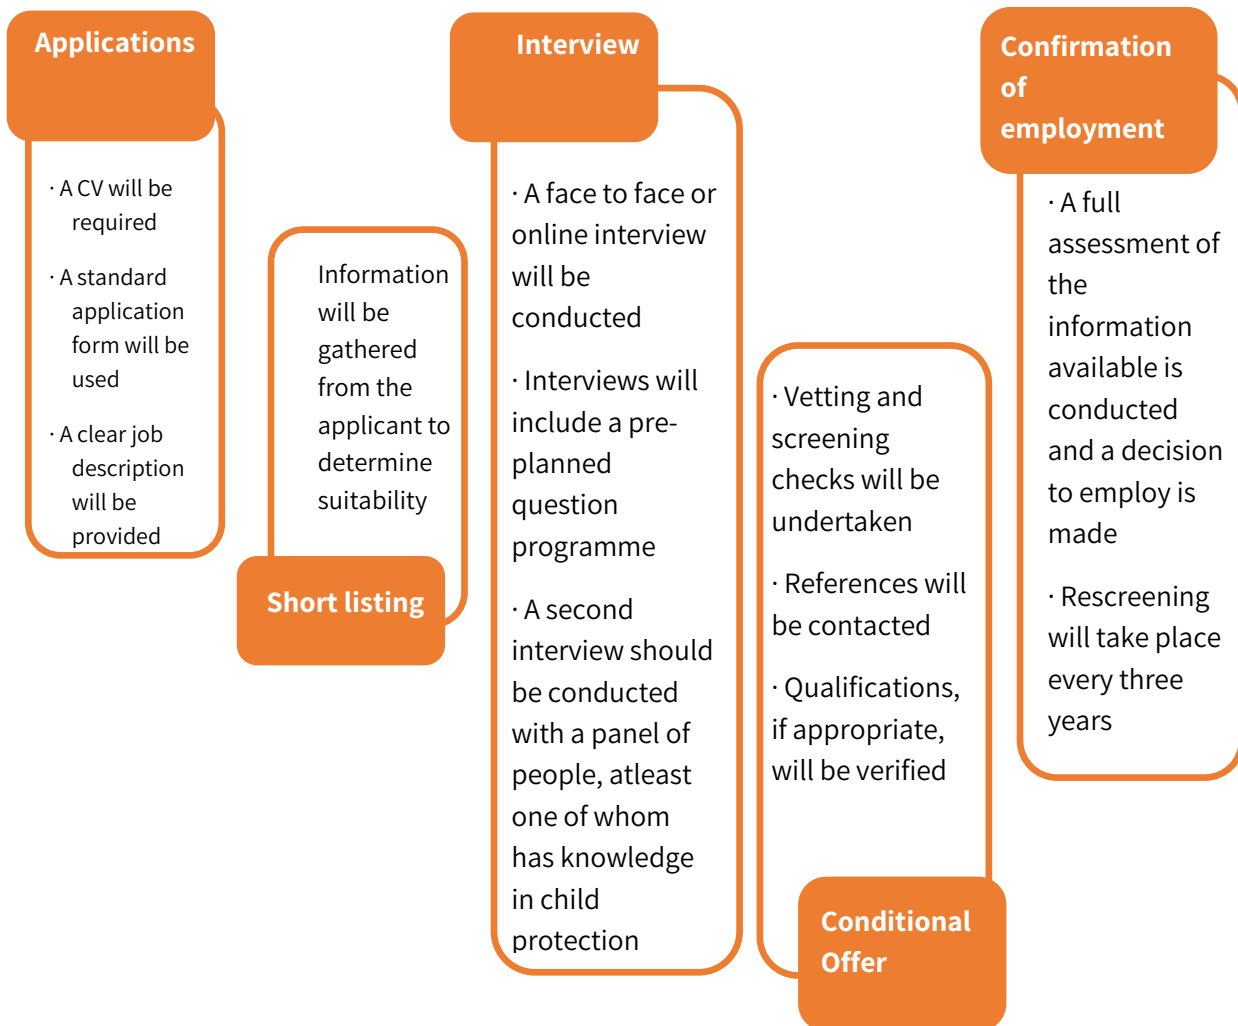 Applications
· A CV will be
required
· A standard
application
form will be
used
· A clear job
description
will be
provided
Information
will be
gathered
from the
applicant to
determine
suitability
Short listing
Interview
· A face to face or
online interview
will be
conducted
· Interviews will
include a pre-
planned
question
programme
· A second
interview should
be conducted
with a panel of
people, atleast
one of whom
has knowledge
in child
protection
· Vetting and
screening
checks will be
undertaken
· References will
be contacted
· Qualifications,
if appropriate,
will be verified
Conditional
Offer
Confirmation
of
employment
· A full
assessment of
the
information
available is
conducted
and a decision
to employ is
made
· Rescreening
will take place
every three
years